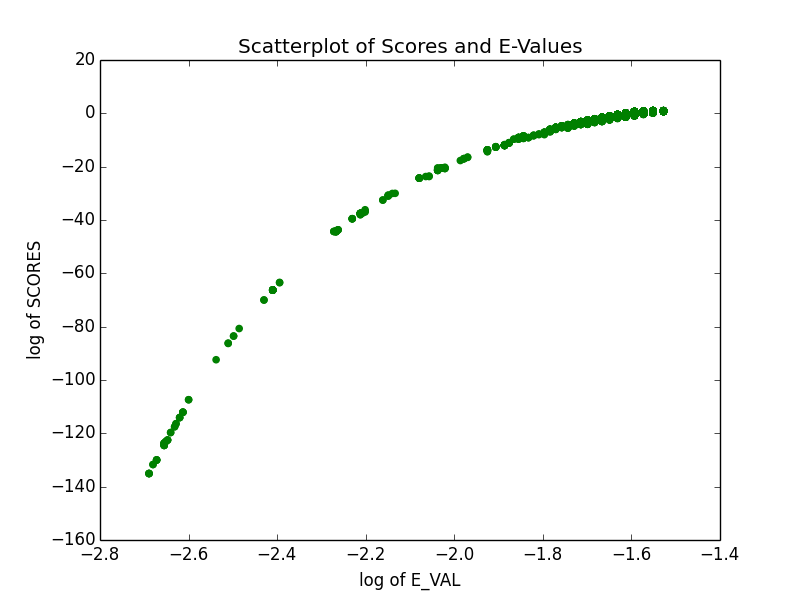 Scatterplot of Scores and E-Values
20
0
−20
−40
−60
−80
−100
−120
−140
−160
log of SCORES
−2.8 −2.6 −2.4 −2.2 −2.0 −1.8 −1.6 −1.4
log of E_VAL